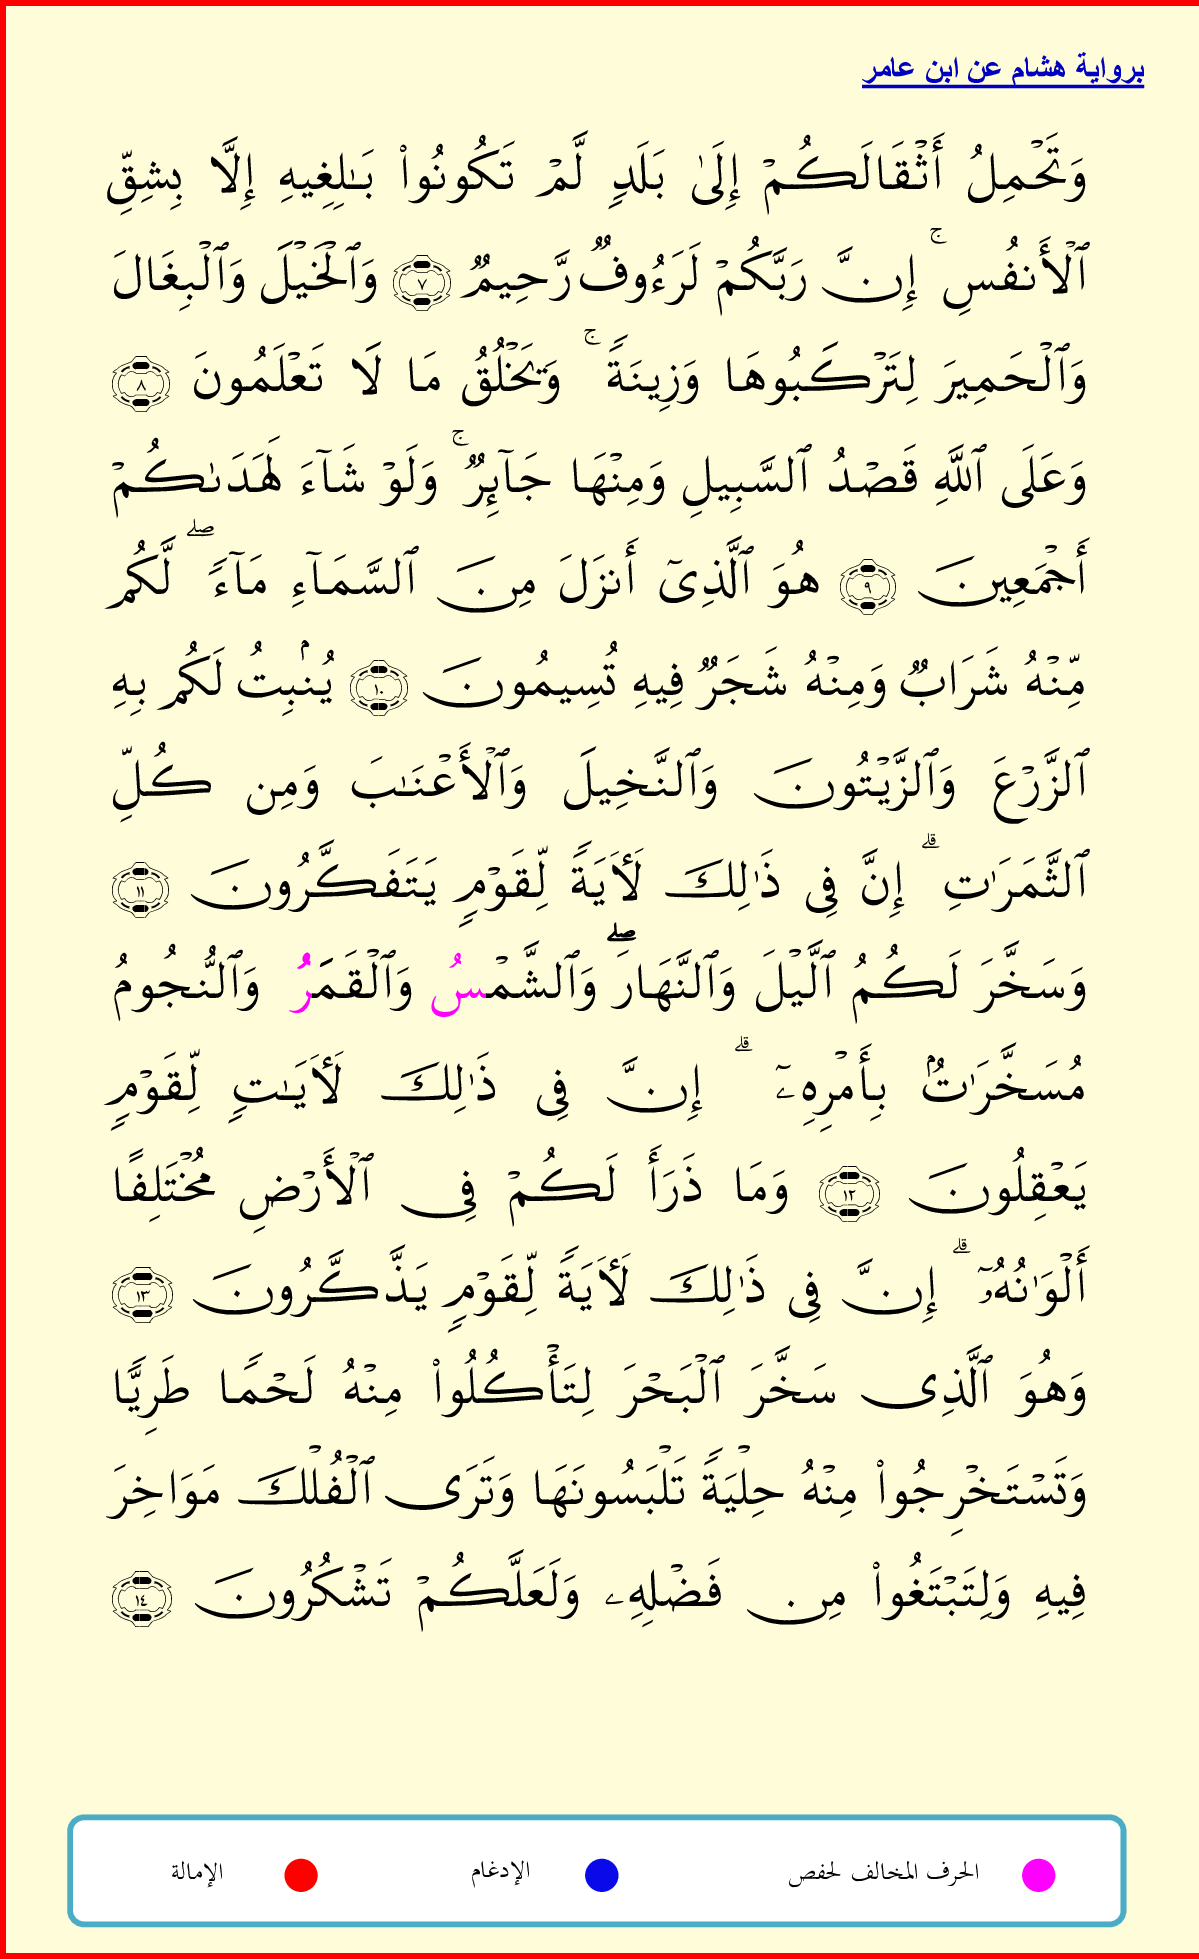 برواية هشام عن ابن عامر
وَتَحْمِلُ أَثْقَالَكُمْ إِلَىٰ بَلَدٍ لَّمْ تَكُونُوا۟ بَـٰلِغِيهِ إِلَّا بِشِقِّ
ٱلْأَنفُسِ ۚ إِنَّ رَبَّكُمْ لَرَءُوفٌ رَّحِيمٌ ٧ وَٱلْخَيْلَ وَٱلْبِغَالَ
وَٱلْحَمِيرَ لِتَرْكَبُوهَا وَزِينَةً ۚ وَيَخْلُقُ مَا لَا تَعْلَمُونَ ٨
وَعَلَى ٱللَّهِ قَصْدُ ٱلسَّبِيلِ وَمِنْهَا جَآئِرٌ ۚ وَلَوْ شَآءَ لَهَدَىٰكُمْ
أَجْمَعِينَ ٩ هُوَ ٱلَّذِىٓ أَنزَلَ مِنَ ٱلسَّمَآءِ مَآءً ۖ لَّكُم
مِّنْهُ شَرَابٌ وَمِنْهُ شَجَرٌ فِيهِ تُسِيمُونَ ١٠ يُنۢبِتُ لَكُم بِهِ
ٱلزَّرْعَ وَٱلزَّيْتُونَ وَٱلنَّخِيلَ وَٱلْأَعْنَـٰبَ وَمِن كُلِّ
ٱلثَّمَرَٰتِ ۗ إِنَّ فِى ذَٰلِكَ لَـَٔايَةً لِّقَوْمٍ يَتَفَكَّرُونَ ١١
وَسَخَّرَ لَكُمُ ٱلَّيْلَ وَٱلنَّهَارَ ۖ وَٱلشَّمْسُ وَٱلْقَمَرُ وَٱلنُّجُومُ
مُسَخَّرَٰتٌۢ بِأَمْرِهِۦٓ ۗ إِنَّ فِى ذَٰلِكَ لَـَٔايَـٰتٍ لِّقَوْمٍ
يَعْقِلُونَ ١٢ وَمَا ذَرَأَ لَكُمْ فِى ٱلْأَرْضِ مُخْتَلِفًا
أَلْوَٰنُهُۥٓ ۗ إِنَّ فِى ذَٰلِكَ لَـَٔايَةً لِّقَوْمٍ يَذَّكَّرُونَ ١٣
وَهُوَ ٱلَّذِى سَخَّرَ ٱلْبَحْرَ لِتَأْكُلُوا۟ مِنْهُ لَحْمًا طَرِيًّا
وَتَسْتَخْرِجُوا۟ مِنْهُ حِلْيَةً تَلْبَسُونَهَا وَتَرَى ٱلْفُلْكَ مَوَاخِرَ
فِيهِ وَلِتَبْتَغُوا۟ مِن فَضْلِهِۦ وَلَعَلَّكُمْ تَشْكُرُونَ ١٤
الحرف المخالف لحفص الإدغام الإمالة